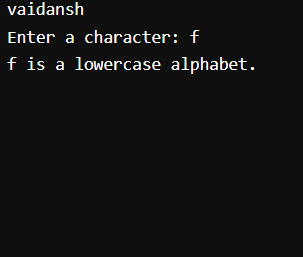 vaidansh
Enter a character: f
f is a lowercase alphabet.